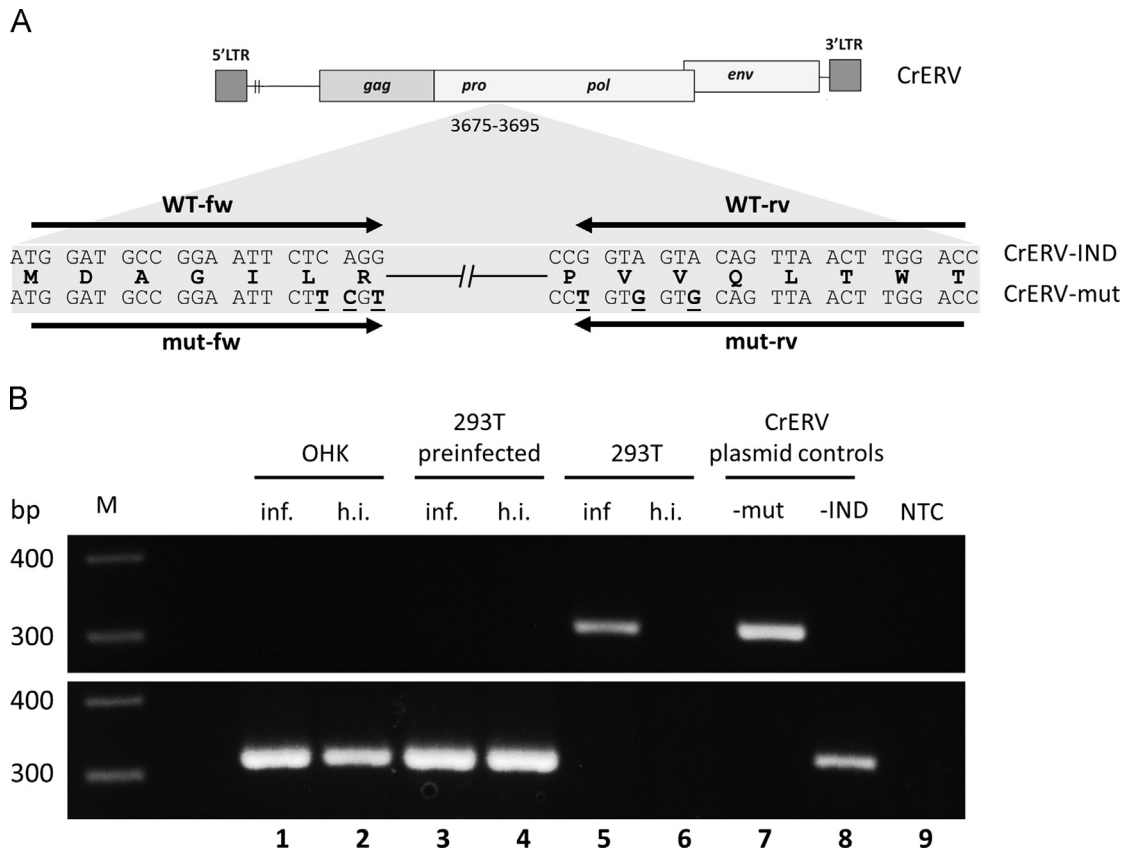 A
5'LTR
3'LTR
gag
pro
pol
env
CrERV
3675-3695
WT-fw
WT-rv
ATG GAT GCC GGA ATT CTC AGG
CCG GTA GTA CAG TTA ACT TGG ACC
CrERV-IND
M D A G I L R
P V V Q L T W T
ATG GAT GCC GGA ATT CTT CGT
CCT GTG GTG CAG TTA ACT TGG ACC
CrERV-mut
mut-fw
mut-rv
B
OHK
293T
preinfected
293T
CrERV
plasmid controls
bp
M
inf.
h.i.
inf.
h.i.
inf
h.i.
-mut
-IND
NTC
400
300
400
300
1 2 3 4 5 6 7 8 9